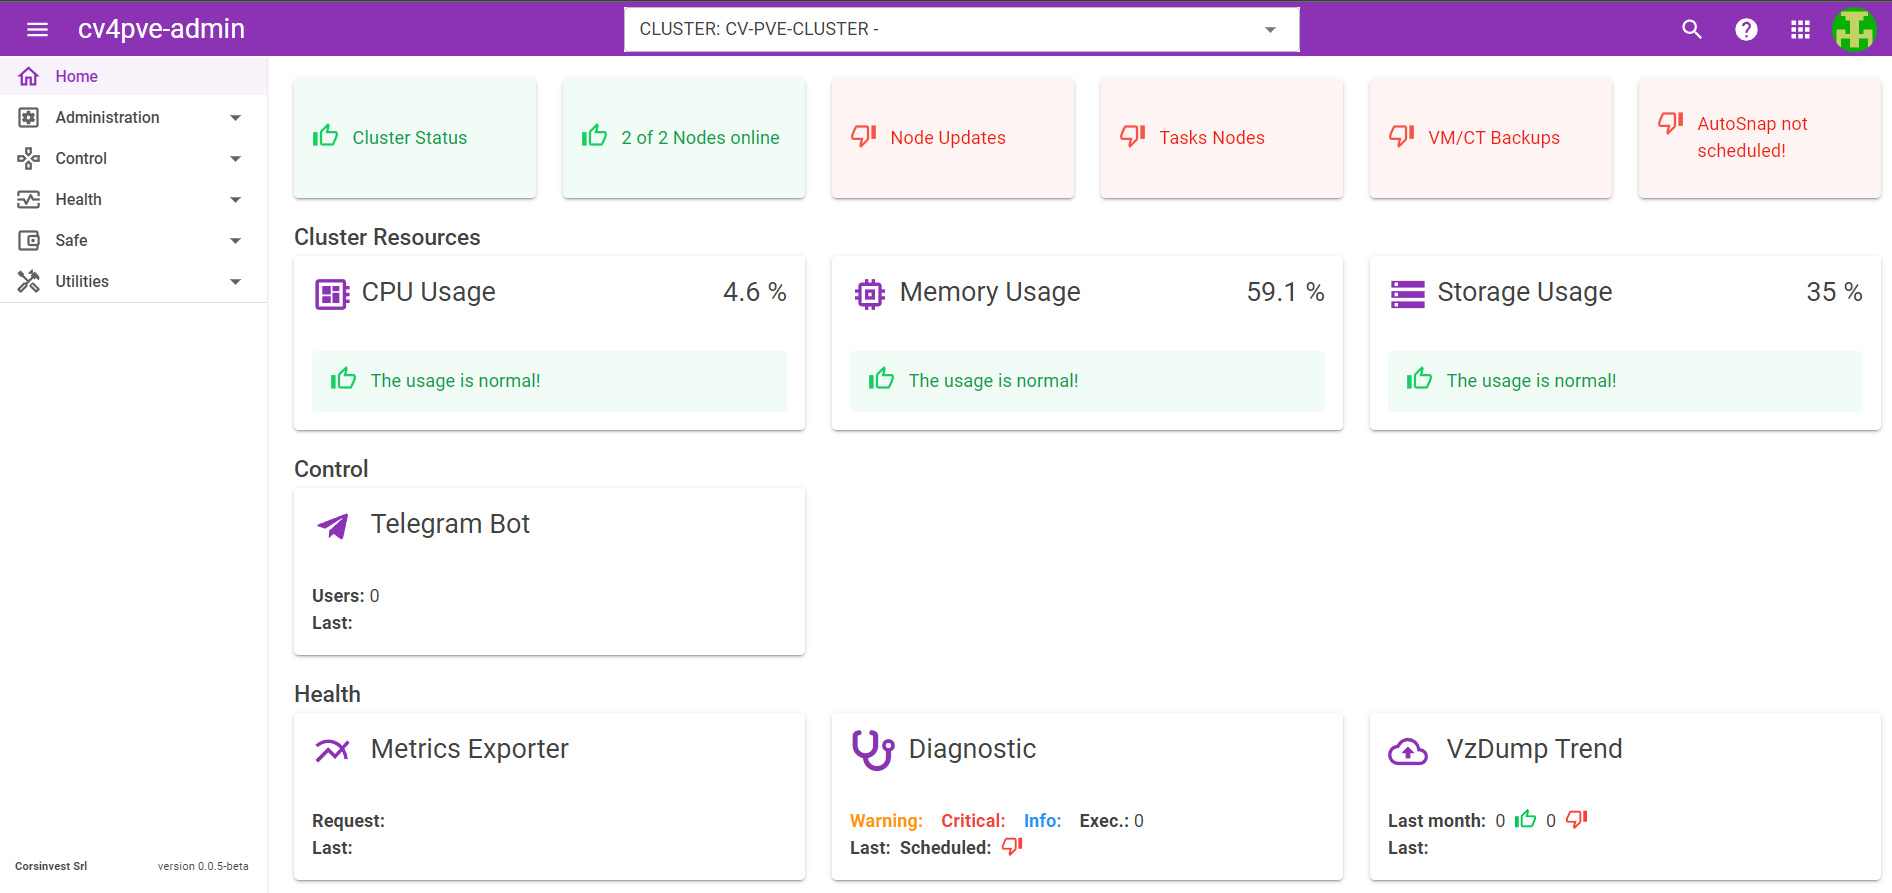 cv4pve-admin
CLUSTER: CV-PVE-CLUSTER -
Home
Administration
Control
Health
Safe
Utilities
Corsinvest Srl
version 0.0.5-beta
Cluster Status
2 of 2 Nodes online
Node Updates
Tasks Nodes
VM/CT Backups
AutoSnap not
scheduled!
Cluster Resources
CPU Usage 4.6 %
The usage is normal!
Memory Usage 59.1 %
The usage is normal!
Storage Usage 35 %
The usage is normal!
Control
Telegram Bot
Users: 0
Last:
Health
Metrics Exporter
Request:
Last:
Diagnostic
Warning: Critical: Info: Exec.: 0
Last: Scheduled:
VzDump Trend
Last month: 0 0
Last: